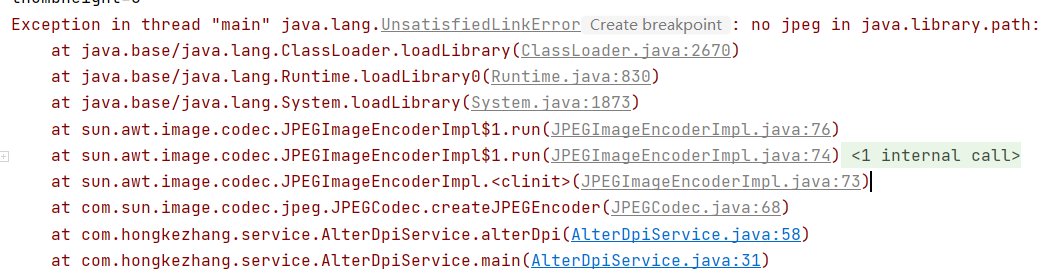 Exception in thread "main" java.lang.UnsatisfiedLinkError Create breakpoint : no jpeg in java.library.path:
at java.base/java.lang.ClassLoader.loadLibrary(ClassLoader.java:2670)
at java.base/java.lang.Runtime.loadLibrary0(Runtime.java:830)
at java.base/java.lang.System.loadLibrary(System.java:1873)
at sun.awt.image.codec.JPEGImageEncoderImpl$1.run(JPEGImageEncoderImpl.java:76)
at sun.awt.image.codec.JPEGImageEncoderImpl$1.run(JPEGImageEncoderImpl.java:74) <1 internal call>
at sun.awt.image.codec.JPEGImageEncoderImpl.<clinit>(JPEGImageEncoderImpl.java:73)
at com.sun.image.codec.jpeg.JPEGCodec.createJPEGEncoder(JPEGCodec.java:68)
at com.hongkezhang.service.AlterDpiService.alterDpi(AlterDpiService.java:58)
at com.hongkezhang.service.AlterDpiService.main(AlterDpiService.java:31)